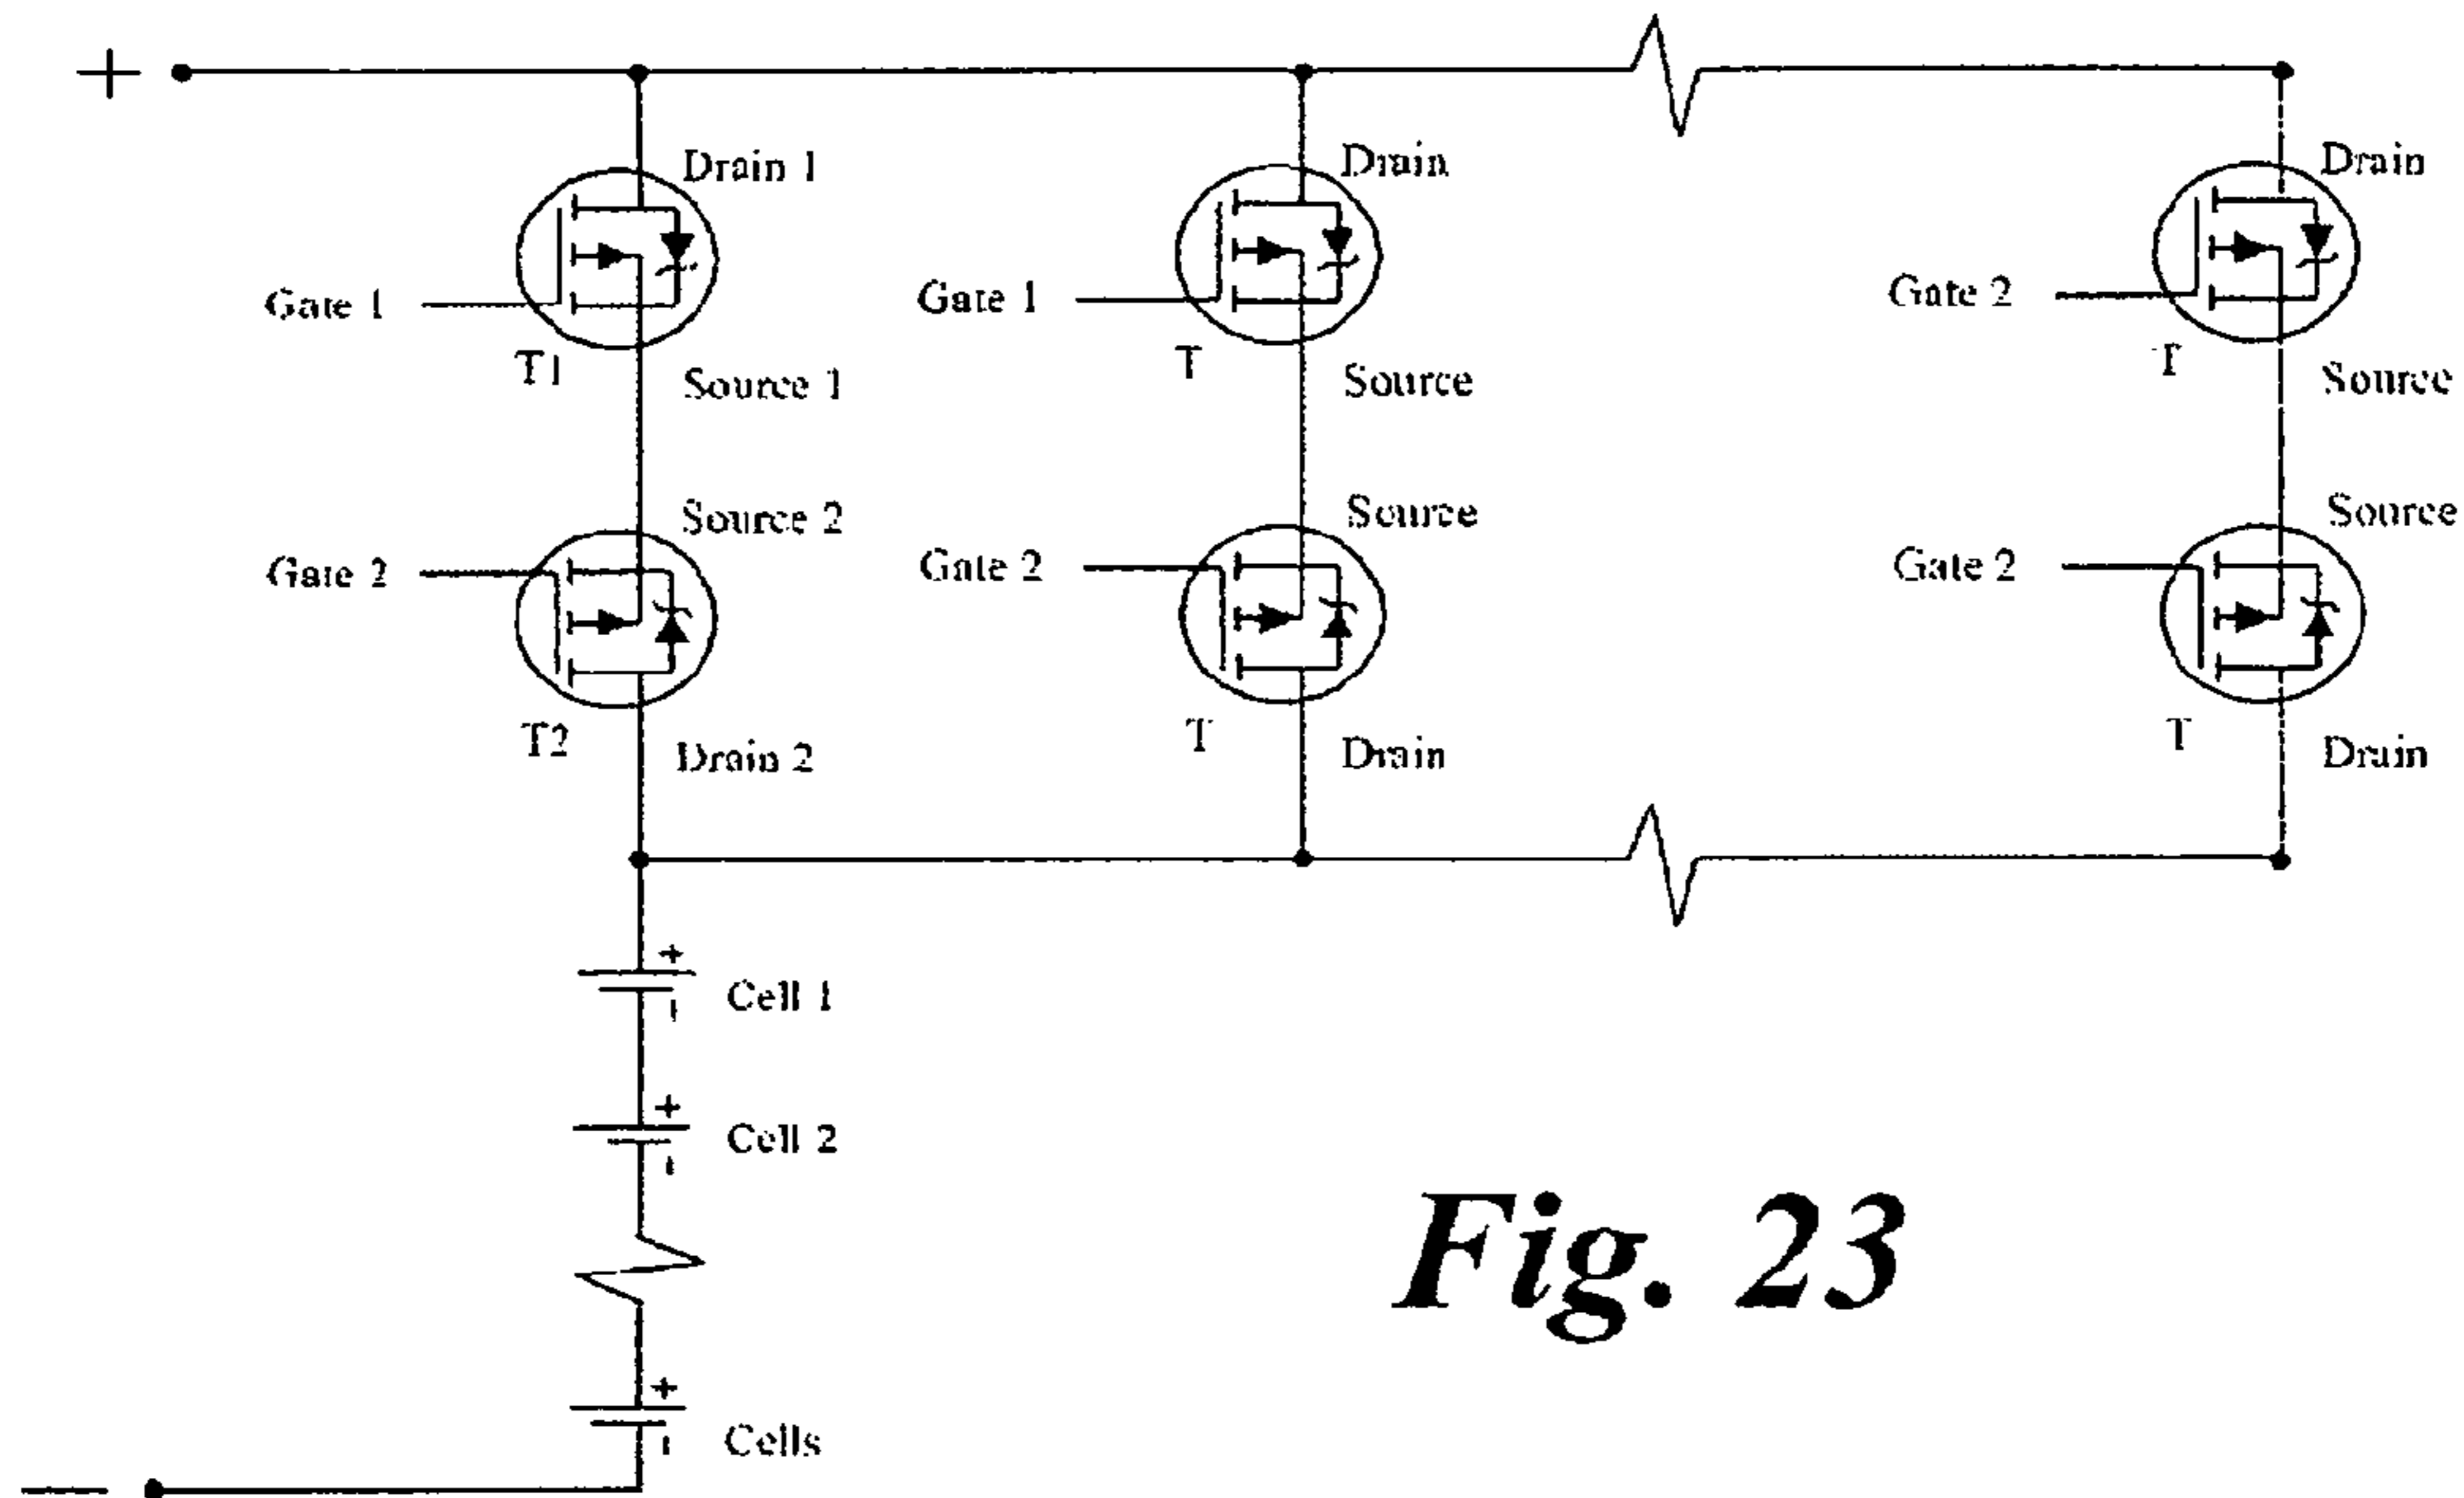 +
Drain 1
Drain
Drain
Gate 1
Gate 1
Gate 2
T1
T
T
Source 1
Source
Source
Source 2
Source
Source
Gate 2
Gate 2
Gate 2
T2
T
T
Drain 2
Drain
Drain
+
Cell 1
-
+
Cell 2
-
+
Cells
-
—
Fig. 23